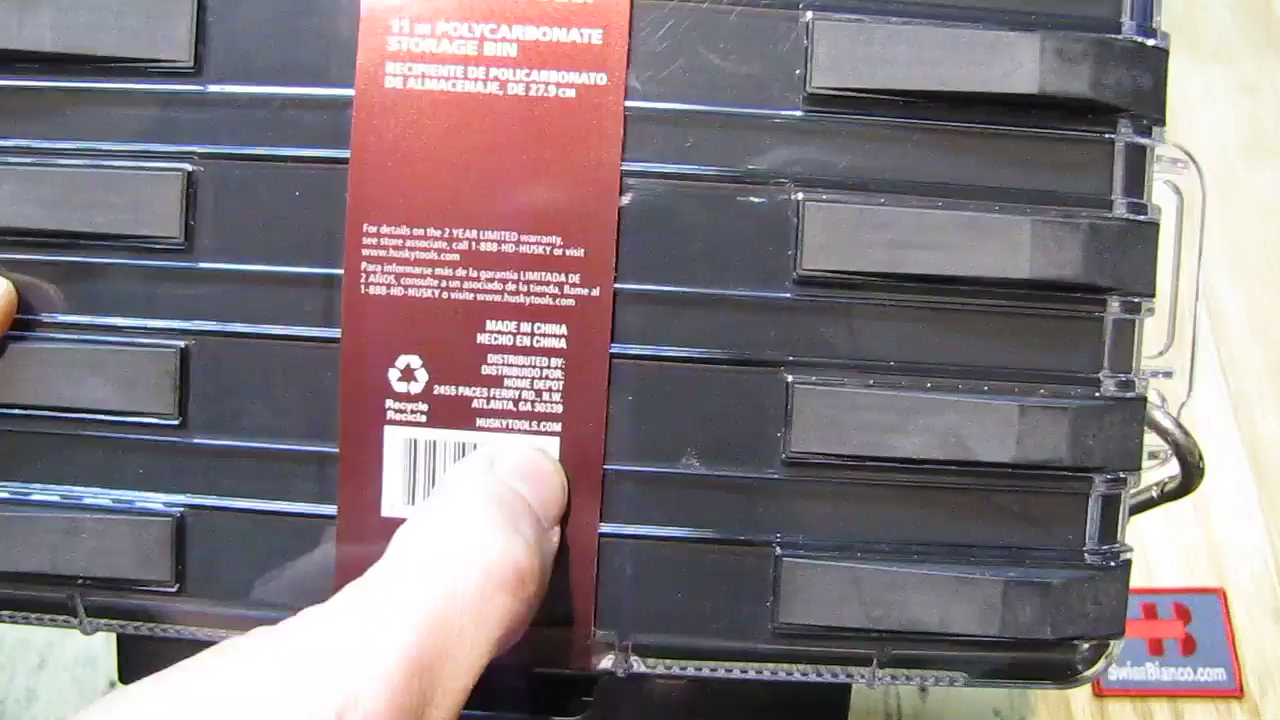 11 IN POLYCARBONATE
STORAGE BIN
RECIPIENTE DE POLICARBONATO
DE ALMACENAJE, DE 27.9 CM
For details on the 2 YEAR LIMITED warranty,
see store associate, call 1-888-HD-HUSKY or visit
www.huskytools.com
Para informarse más de la garantía LIMITADA DE
2 AÑOS, consulte a un asociado de la tienda, llame al
1-888-HD-HUSKY o visite www.huskytools.com
MADE IN CHINA
HECHO EN CHINA
DISTRIBUTED BY:
DISTRIBUIDO POR:
HOME DEPOT
2455 PACES FERRY RD., N.W.
ATLANTA, GA 30339
Recycle
Recicla
HUSKYTOOLS.COM
SwissBianco.com